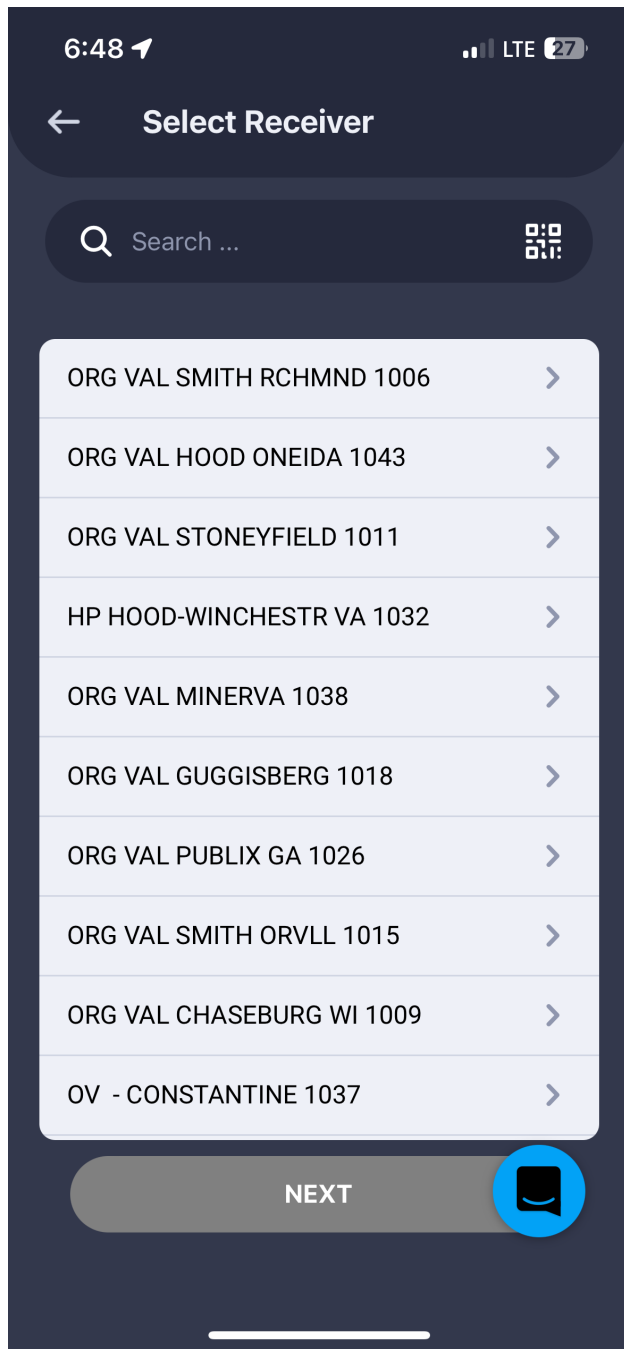 6:48 LTE 27
Select Receiver
Search ...
ORG VAL SMITH RCHMND 1006
ORG VAL HOOD ONEIDA 1043
ORG VAL STONEYFIELD 1011
HP HOOD-WINCHESTR VA 1032
ORG VAL MINERVA 1038
ORG VAL GUGGISBERG 1018
ORG VAL PUBLIX GA 1026
ORG VAL SMITH ORVLL 1015
ORG VAL CHASEBURG WI 1009
OV  - CONSTANTINE 1037
NEXT